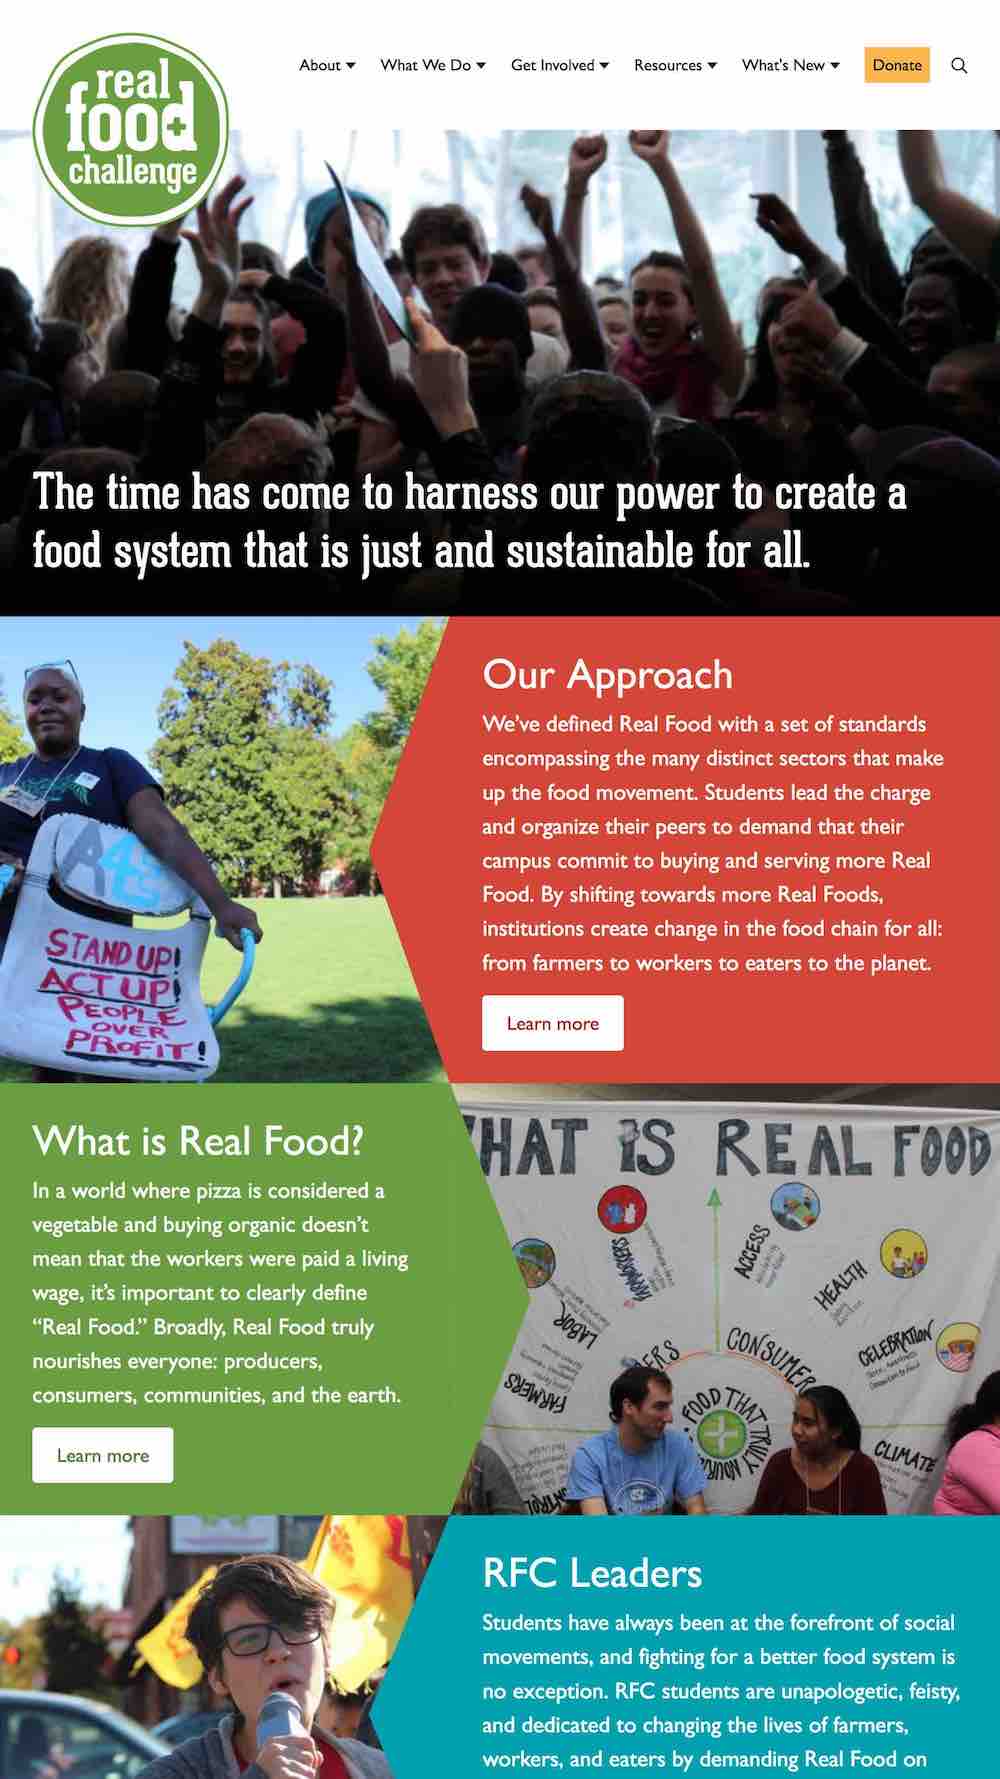 real
food
challenge
About What We Do Get Involved Resources What's New Donate
The time has come to harness our power to create a
food system that is just and sustainable for all.
STAND UP!
ACT UP!
PEOPLE
OVER
PROFIT!
Our Approach
We've defined Real Food with a set of standards
encompassing the many distinct sectors that make
up the food movement. Students lead the charge
and organize their peers to demand that their
campus commit to buying and serving more Real
Food. By shifting towards more Real Foods,
institutions create change in the food chain for all:
from farmers to workers to eaters to the planet.
Learn more
What is Real Food?
In a world where pizza is considered a
vegetable and buying organic doesn't
mean that the workers were paid a living
wage, it's important to clearly define
“Real Food.” Broadly, Real Food truly
nourishes everyone: producers,
consumers, communities, and the earth.
Learn more
HAT IS REAL FOOD
ACCESS
HEALTH
LABOR
CONSUMER
CELEBRATION
FARMERS
FOOD THAT TRULY
CLIMATE
RFC Leaders
Students have always been at the forefront of social
movements, and fighting for a better food system is
no exception. RFC students are unapologetic, feisty,
and dedicated to changing the lives of farmers,
workers, and eaters by demanding Real Food on